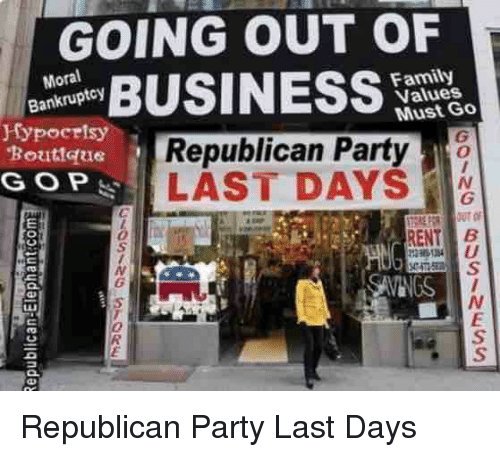 GOING OUT OF
Moral
Bankruptcy
BUSINESS
Family
Values
Must Go
Hypocrisy
Boutique
G O P
Republican Party
LAST DAYS
GOING
OUT OF
BUSINESS
CLOSING STORE
STORE FOR
RENT
HUGE
SAVINGS
Republican-Elephant.com
Republican Party Last Days